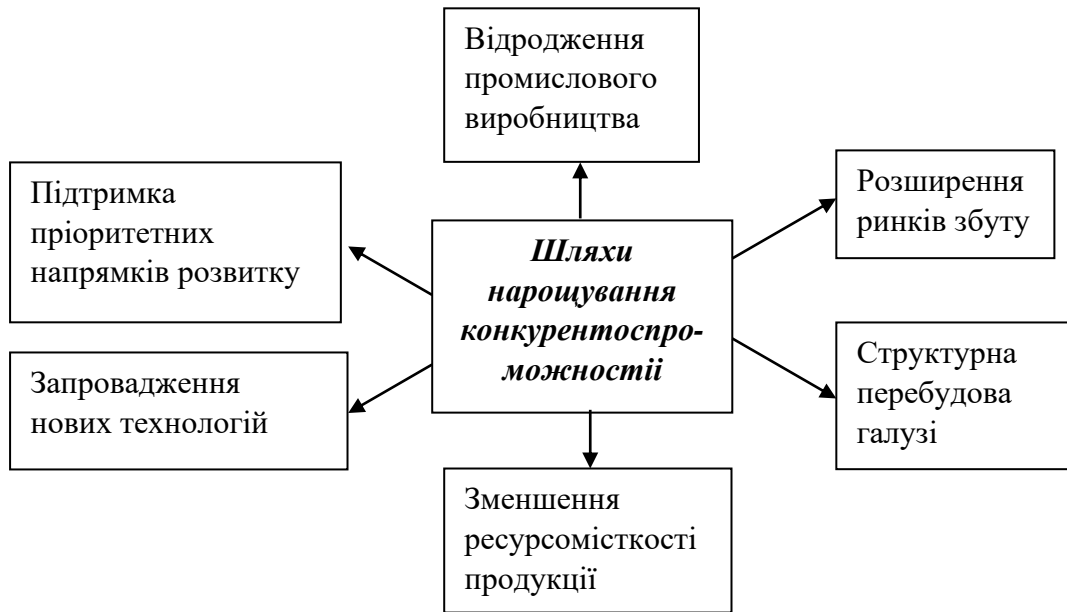 Відродження
промислового
виробництва
Підтримка
пріоритетних
напрямків розвитку
Розширення
ринків збуту
Шляхи
нарощування
конкурентоспро-
можностії
Запровадження
нових технологій
Структурна
перебудова
галузі
Зменшення
ресурсомісткості
продукції